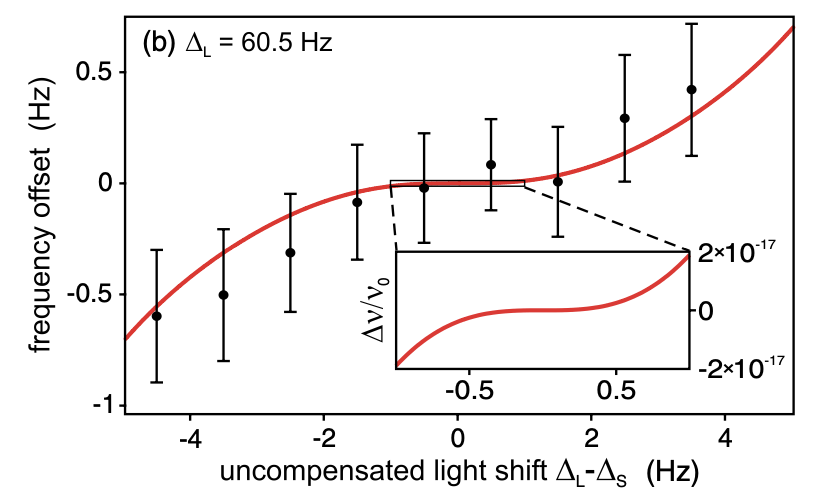 (b) Δ_L = 60.5 Hz
frequency offset (Hz)
0.5
0
-0.5
-1
Δν/ν₀
2×10⁻¹⁷
0
-2×10⁻¹⁷
-0.5 0.5
-4 -2 0 2 4
uncompensated light shift Δ_L-Δ_S (Hz)